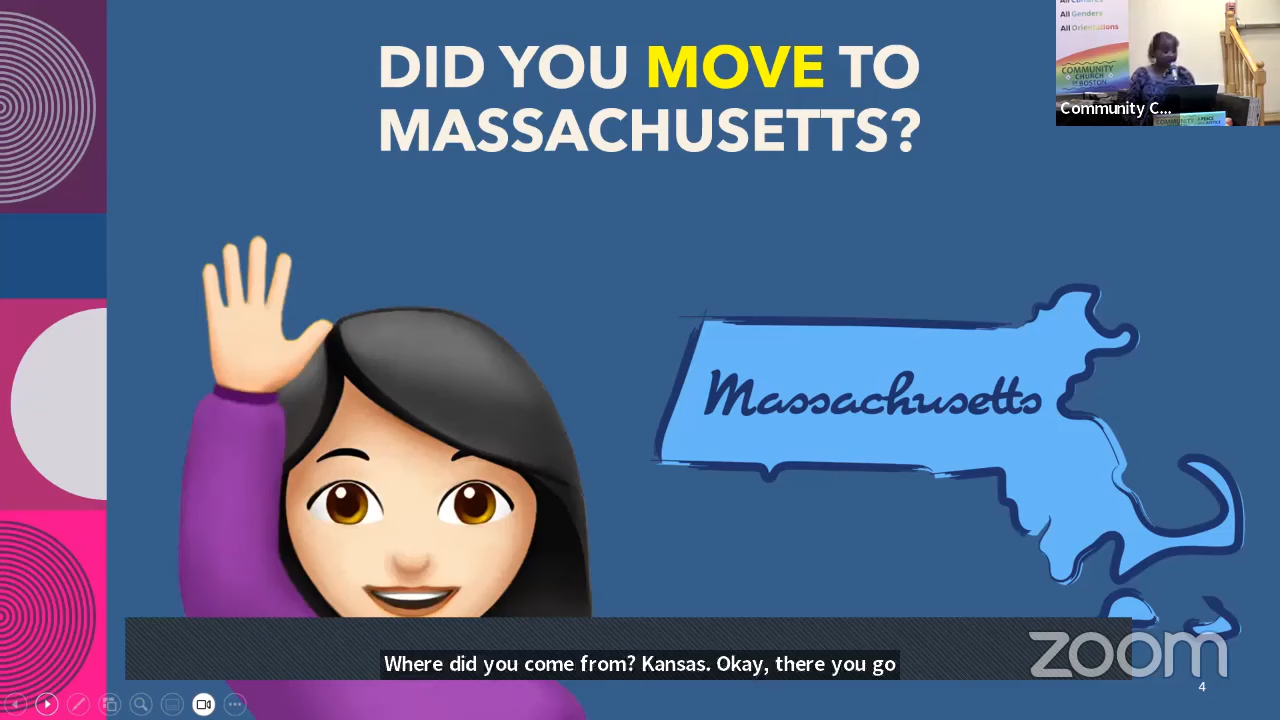 DID YOU MOVE TO
MASSACHUSETTS?
All Genders
All Orientations
COMMUNITY
CHURCH
OF BOSTON
Community C...
Massachusetts
Where did you come from? Kansas. Okay, there you go
zoom
4